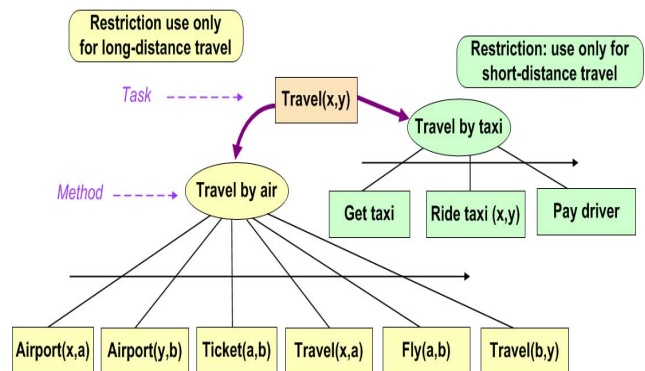 Restriction use only
for long-distance travel
Restriction: use only for
short-distance travel
Task
Travel(x,y)
Travel by taxi
Method
Travel by air
Get taxi
Ride taxi (x,y)
Pay driver
Airport(x,a)
Airport(y,b)
Ticket(a,b)
Travel(x,a)
Fly(a,b)
Travel(b,y)